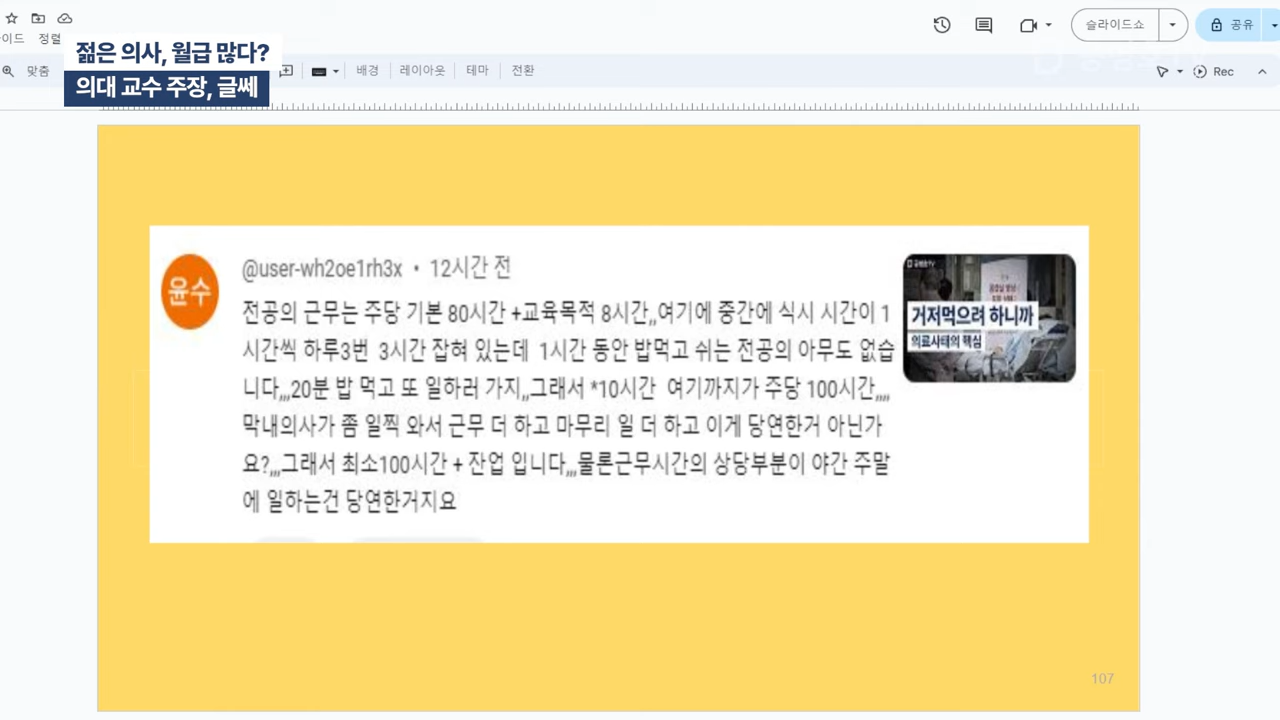 이드
정렬
젊은 의사, 월급 많다?
의대 교수 주장, 글쎄
슬라이드쇼
공유
맞춤
배경
레이아웃
테마
전환
Rec
윤수
@user-wh2oe1rh3x • 12시간 전
전공의 근무는 주당 기본 80시간 +교육목적 8시간,,여기에 중간에 식시 시간이 1
시간씩 하루3번 3시간 잡혀 있는데 1시간 동안 밥먹고 쉬는 전공의 아무도 없습
니다,,,20분 밥 먹고 또 일하러 가지,,그래서 *10시간 여기까지가 주당 100시간,,,,
막내의사가 좀 일찍 와서 근무 더 하고 마무리 일 더 하고 이게 당연한거 아닌가
요?,,,그래서 최소100시간 + 잔업 입니다,,,물론근무시간의 상당부분이 야간 주말
에 일하는건 당연한거지요
거저먹으려 하니까
의료사태의 핵심
107